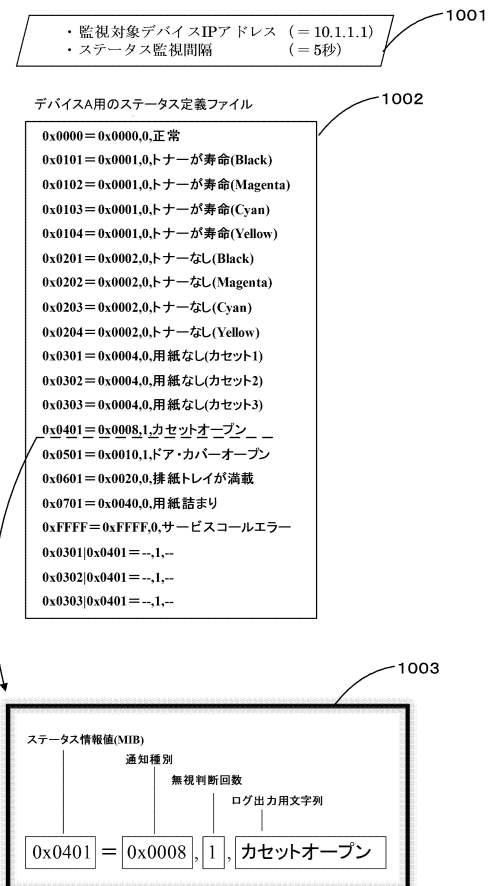 1001
・監視対象デバイスIPアドレス （＝10.1.1.1）
・ステータス監視間隔 （＝5秒）
デバイスA用のステータス定義ファイル
1002
0x0000＝0x0000,0,正常
0x0101＝0x0001,0,トナーが寿命(Black)
0x0102＝0x0001,0,トナーが寿命(Magenta)
0x0103＝0x0001,0,トナーが寿命(Cyan)
0x0104＝0x0001,0,トナーが寿命(Yellow)
0x0201＝0x0002,0,トナーなし(Black)
0x0202＝0x0002,0,トナーなし(Magenta)
0x0203＝0x0002,0,トナーなし(Cyan)
0x0204＝0x0002,0,トナーなし(Yellow)
0x0301＝0x0004,0,用紙なし(カセット1)
0x0302＝0x0004,0,用紙なし(カセット2)
0x0303＝0x0004,0,用紙なし(カセット3)
0x0401＝0x0008,1,カセットオープン
0x0501＝0x0010,1,ドア・カバーオープン
0x0601＝0x0020,0,排紙トレイが満載
0x0701＝0x0040,0,用紙詰まり
0xFFFF＝0xFFFF,0,サービスコールエラー
0x0301|0x0401＝--,1,--
0x0302|0x0401＝--,1,--
0x0303|0x0401＝--,1,--
1003
ステータス情報値(MIB)
通知種別
無視判断回数
ログ出力用文字列
0x0401 = 0x0008 , 1 , カセットオープン